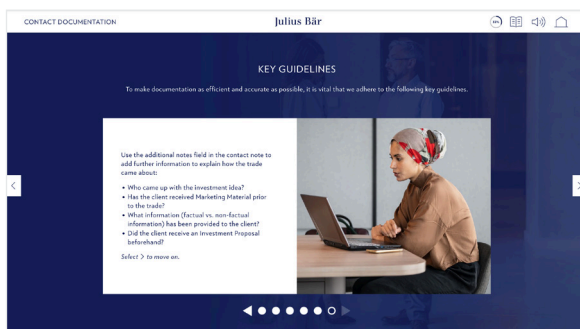 CONTACT DOCUMENTATION
Julius Bär
KEY GUIDELINES
To make documentation as efficient and accurate as possible, it is vital that we adhere to the following key guidelines.
Use the additional notes field in the contact note to
add further information to explain how the trade
came about:
• Who came up with the investment idea?
• Has the client received Marketing Material prior
to the trade?
• What information (factual vs. non-factual
information) has been provided to the client?
• Did the client receive an Investment Proposal
beforehand?
Select > to move on.